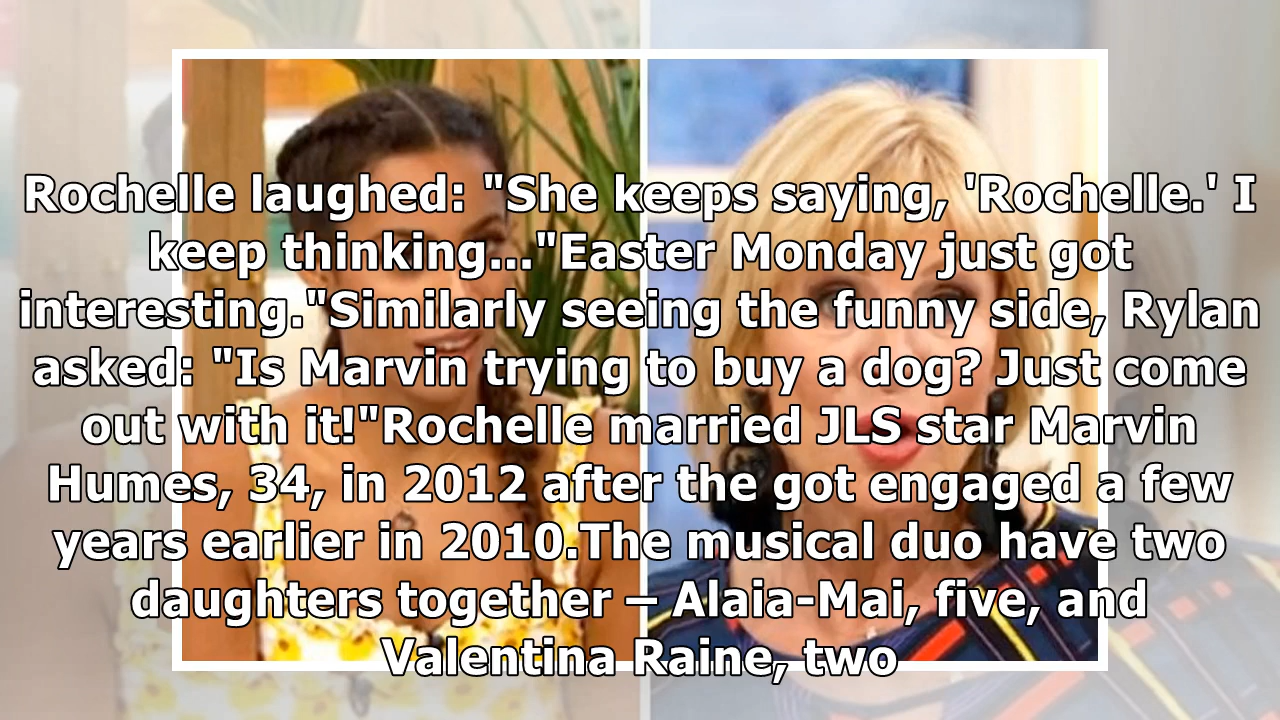 Rochelle laughed: "She keeps saying, 'Rochelle.' I
keep thinking..."Easter Monday just got
interesting."Similarly seeing the funny side, Rylan
asked: "Is Marvin trying to buy a dog? Just come
out with it!"Rochelle married JLS star Marvin
Humes, 34, in 2012 after the got engaged a few
years earlier in 2010.The musical duo have two
daughters together – Alaia-Mai, five, and
Valentina Raine, two